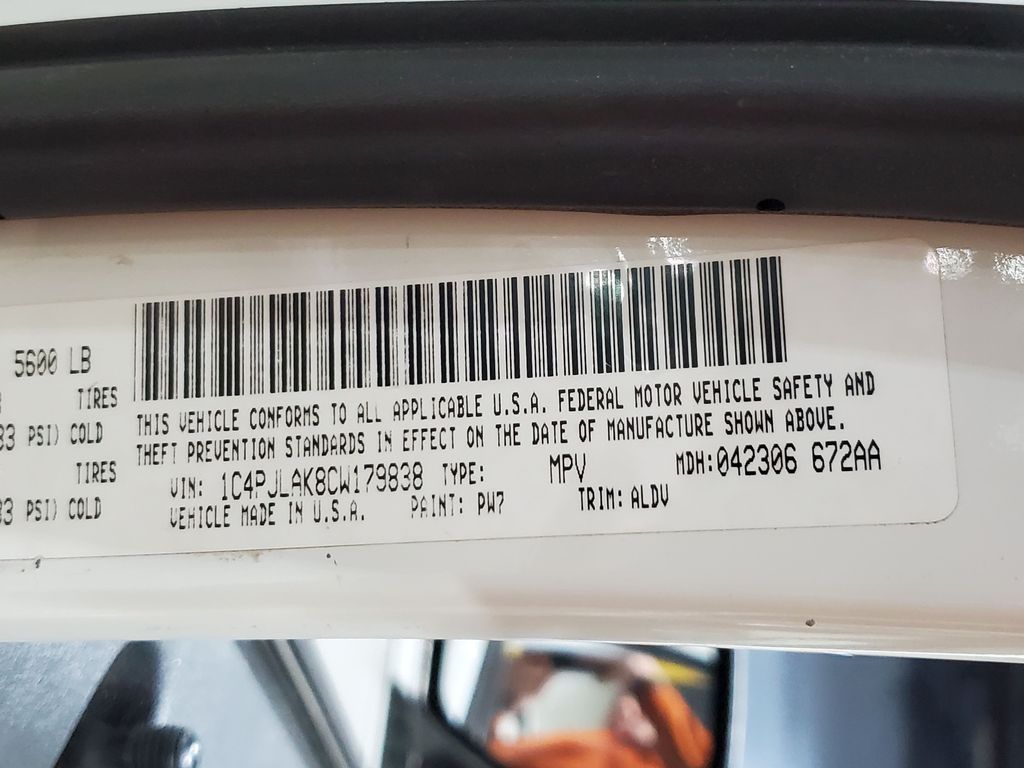 5600 LB
TIRES
THIS VEHICLE CONFORMS TO ALL APPLICABLE U.S.A. FEDERAL MOTOR VEHICLE SAFETY AND
33 PSI) COLD
THEFT PREVENTION STANDARDS IN EFFECT ON THE DATE OF MANUFACTURE SHOWN ABOVE.
TIRES
VIN: 1C4PJLAK8CW179838 TYPE: MPV MDH:042306 672AA
33 PSI) COLD
VEHICLE MADE IN U.S.A. PAINT: PW7 TRIM: ALDV